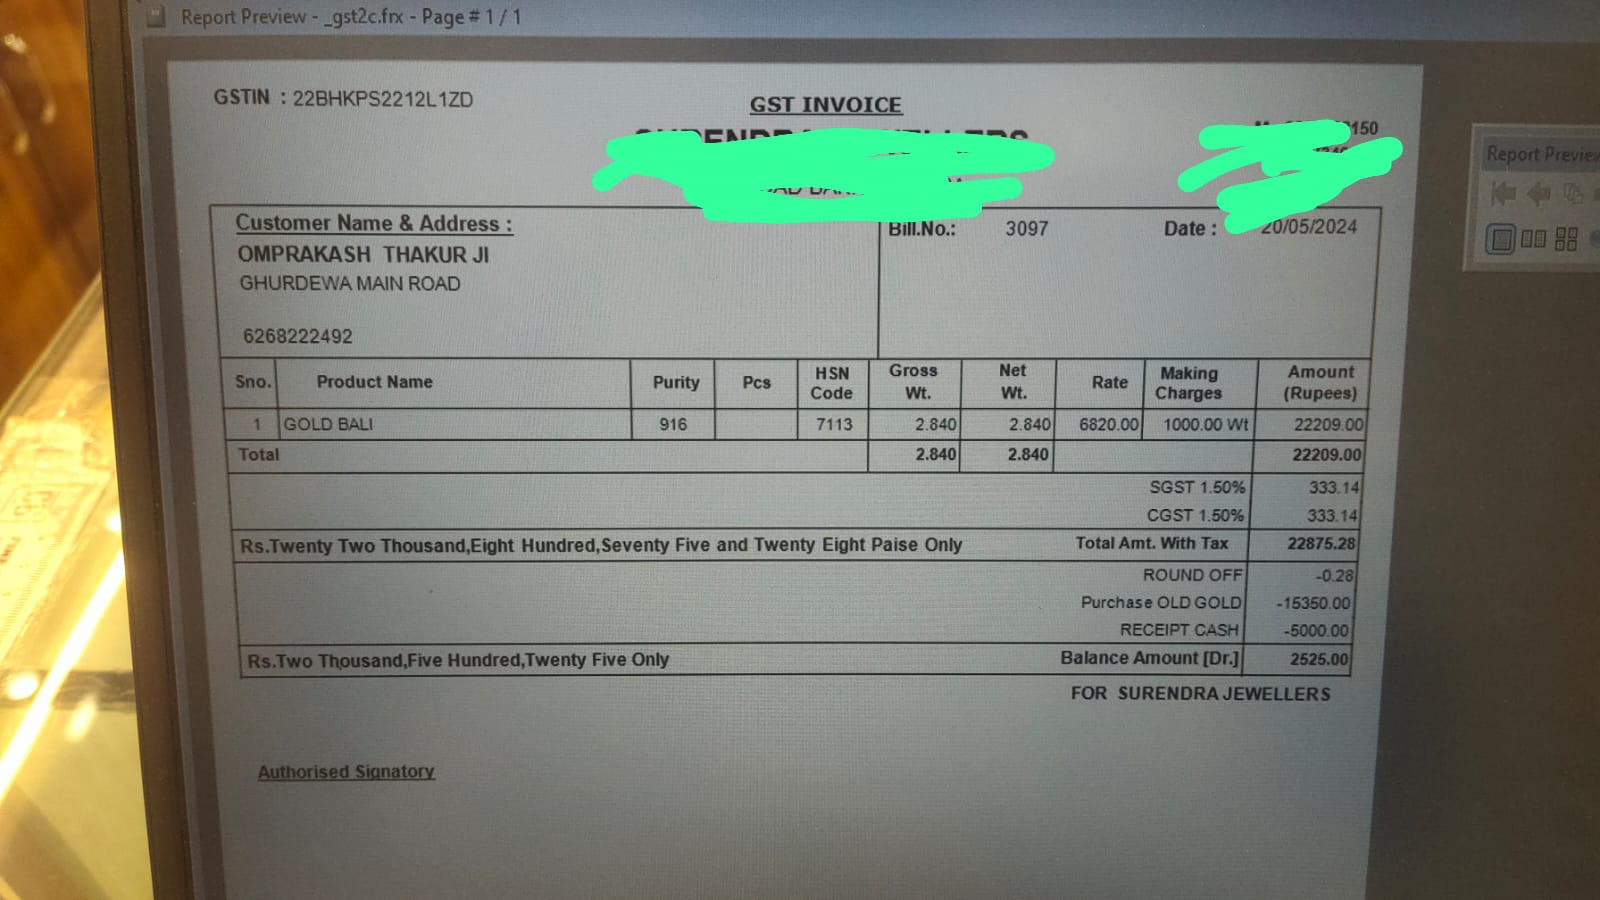 Report Preview - _gst2c.frx - Page # 1 / 1
GSTIN : 22BHKPS2212L1ZD
GST INVOICE
150
Report Preview
Customer Name & Address :
Bill.No.: 3097 Date : 20/05/2024
OMPRAKASH THAKUR JI
GHURDEWA MAIN ROAD
6268222492
Sno. Product Name Purity Pcs HSN Code Gross Wt. Net Wt. Rate Making Charges Amount (Rupees)
1 GOLD BALI 916 7113 2.840 2.840 6820.00 1000.00 Wt 22209.00
Total 2.840 2.840 22209.00
SGST 1.50% 333.14
CGST 1.50% 333.14
Rs.Twenty Two Thousand,Eight Hundred,Seventy Five and Twenty Eight Paise Only Total Amt. With Tax 22875.28
ROUND OFF -0.28
Purchase OLD GOLD -15350.00
RECEIPT CASH -5000.00
Rs.Two Thousand,Five Hundred,Twenty Five Only Balance Amount [Dr.] 2525.00
FOR SURENDRA JEWELLERS
Authorised Signatory